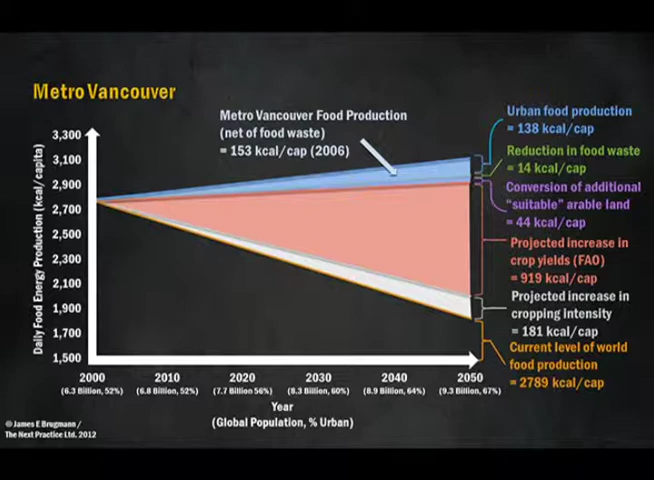 Metro Vancouver
Metro Vancouver Food Production
(net of food waste)
= 153 kcal/cap (2006)
Daily Food Energy Production (kcal/capita)
3,300
3,100
2,900
2,700
2,500
2,300
2,100
1,900
1,700
1,500
Urban food production
= 138 kcal/cap
Reduction in food waste
= 14 kcal/cap
Conversion of additional
“suitable” arable land
= 44 kcal/cap
Projected increase in
crop yields (FAO)
= 919 kcal/cap
Projected increase in
cropping intensity
= 181 kcal/cap
Current level of world
food production
= 2789 kcal/cap
2000 2010 2020 2030 2040 2050
(6.3 Billion, 52%) (6.8 Billion, 52%) (7.7 Billion 56%) (8.3 Billion, 60%) (8.9 Billion, 64%) (9.3 Billion, 67%)
Year
(Global Population, % Urban)
© James E Brugmann /
The Next Practice Ltd. 2012